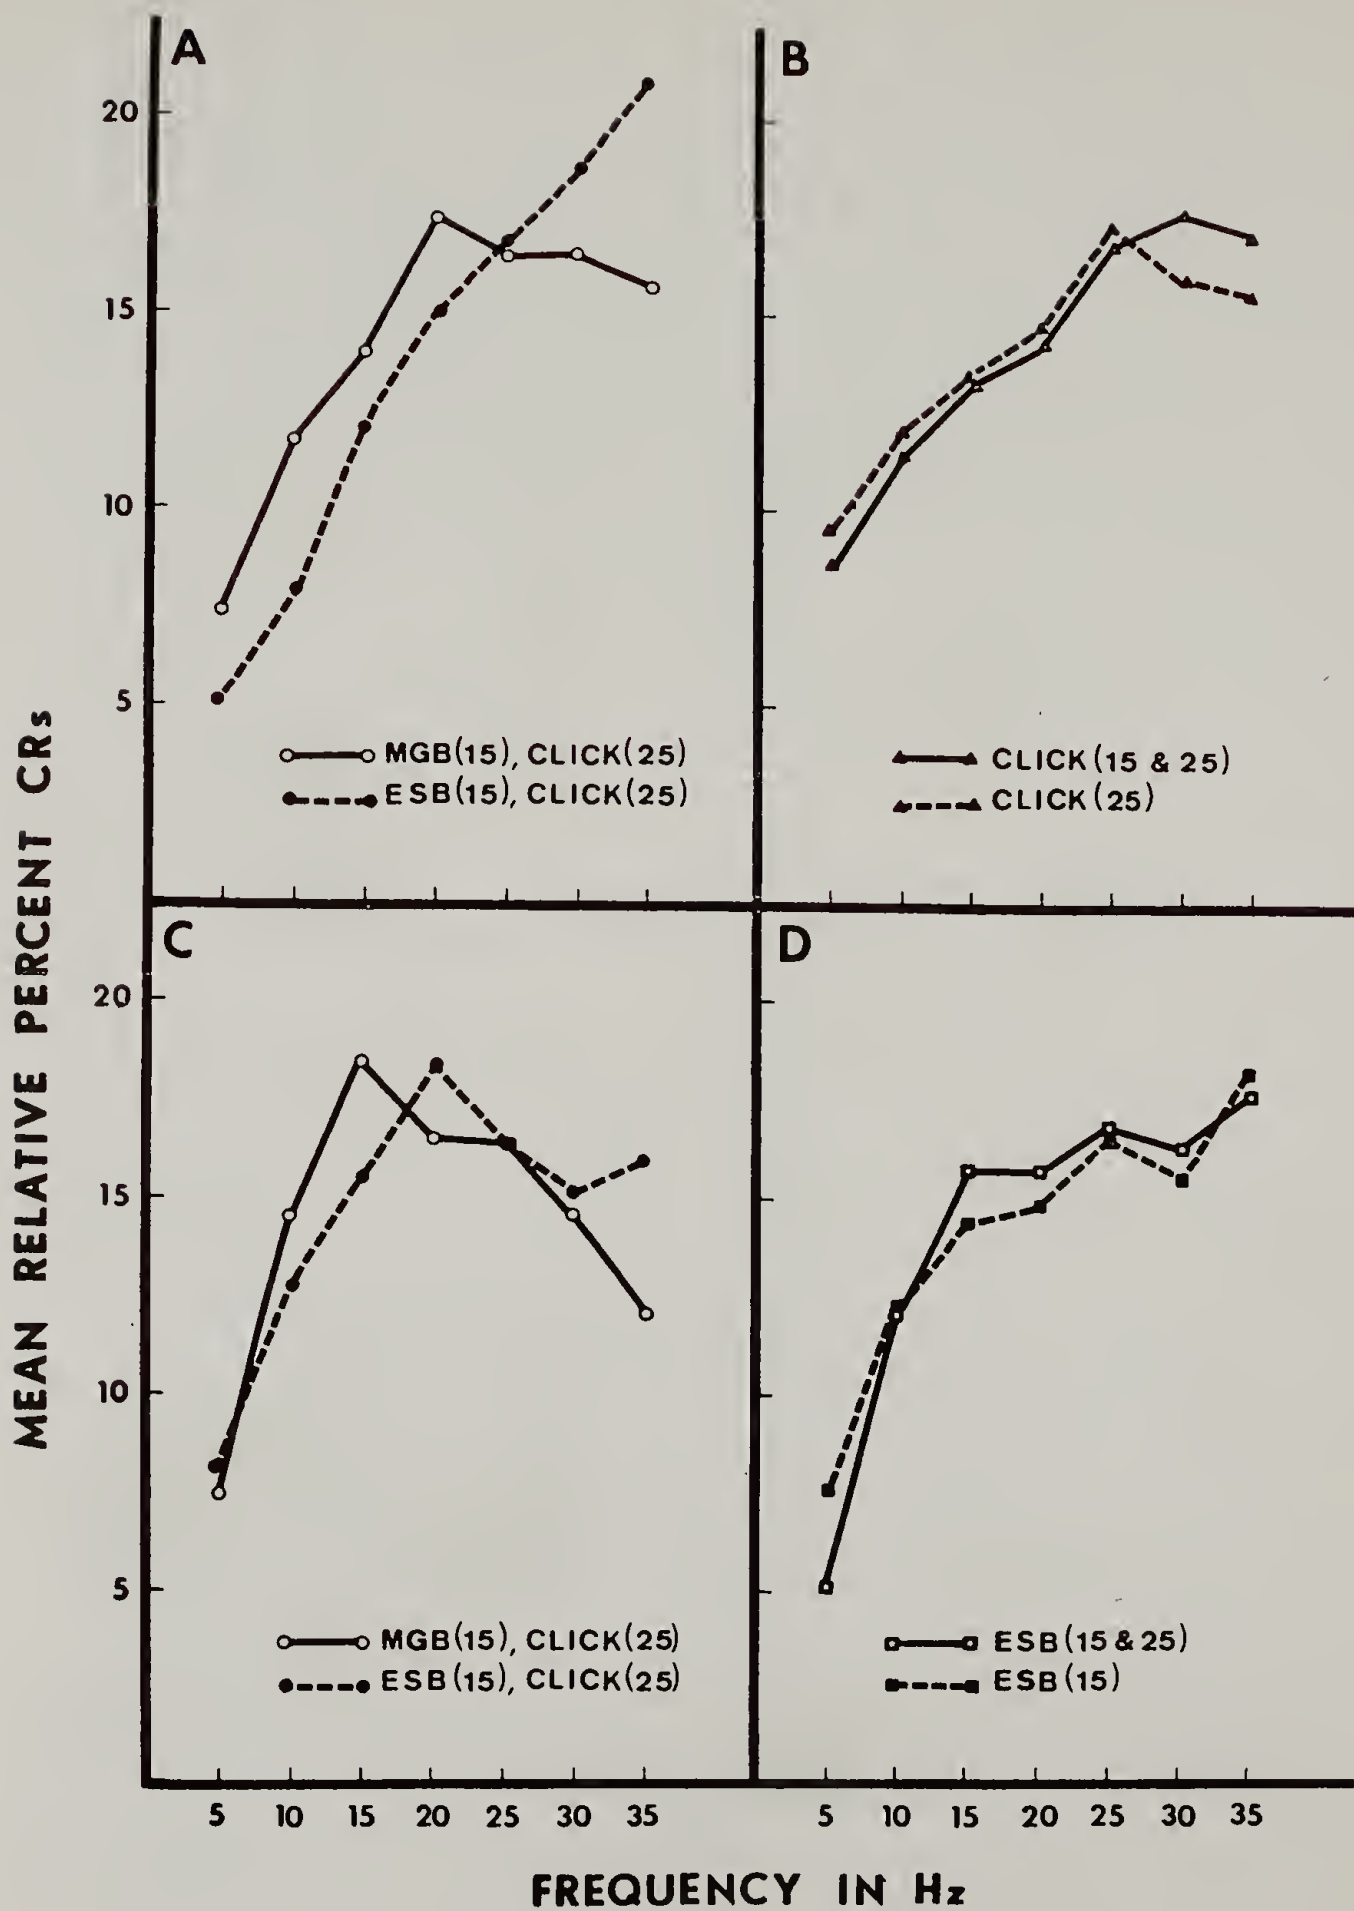 A
20
15
10
5
MGB(15), CLICK(25)
ESB(15), CLICK(25)
B
CLICK(15 & 25)
CLICK(25)
C
20
15
10
5
MGB(15), CLICK(25)
ESB(15), CLICK(25)
D
ESB(15&25)
ESB(15)
5 10 15 20 25 30 35
5 10 15 20 25 30 35
MEAN RELATIVE PERCENT CRs
FREQUENCY IN Hz